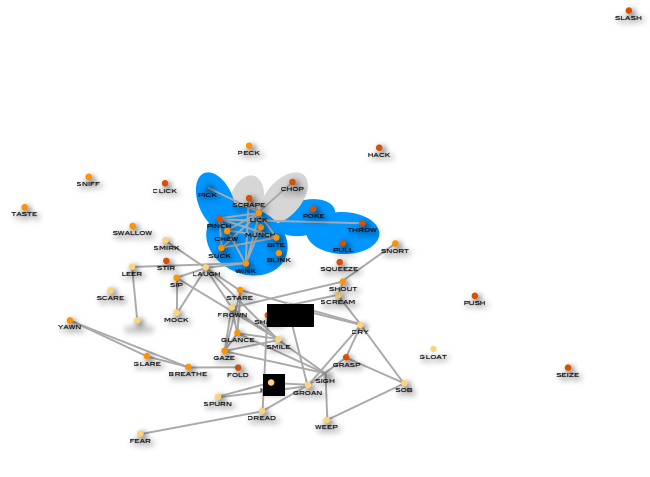 SLASH
PECK
HACK
SNIFF
CLICK
CHOP
PICK
SCRAPE
TASTE
POKE
LICK
PINCH
THROW
SWALLOW
MUNCH
CHEW
SMIRK
BITE
PULL
SNORT
SUCK
BLINK
STIR
SQUEEZE
LEER
LAUGH
WINK
SIP
SHOUT
SCARE
STARE
SCREAM
PUSH
FROWN
MOCK
YAWN
CRY
GLANCE
SMILE
GAZE
GLOAT
GLARE
GRASP
BREATHE
FOLD
SEIZE
SIGH
GROAN
SOB
SPURN
DREAD
WEEP
FEAR